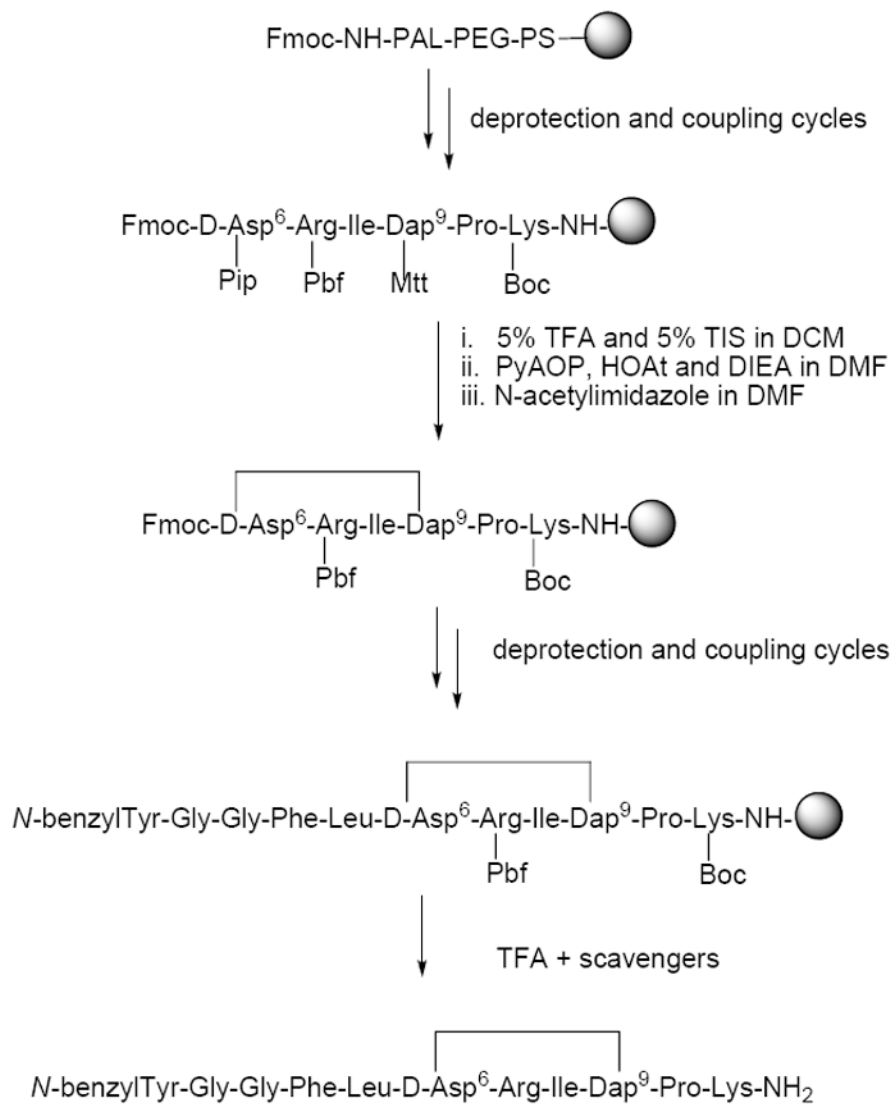 Fmoc-NH-PAL-PEG-PS
deprotection and coupling cycles
Fmoc-D-Asp⁶-Arg-Ile-Dap⁹-Pro-Lys-NH-
Pip Pbf Mtt Boc
i. 5% TFA and 5% TIS in DCM
ii. PyAOP, HOAt and DIEA in DMF
iii. N-acetylimidazole in DMF
Fmoc-D-Asp⁶-Arg-Ile-Dap⁹-Pro-Lys-NH-
Pbf Boc
deprotection and coupling cycles
N-benzylTyr-Gly-Gly-Phe-Leu-D-Asp⁶-Arg-Ile-Dap⁹-Pro-Lys-NH-
Pbf Boc
TFA + scavengers
N-benzylTyr-Gly-Gly-Phe-Leu-D-Asp⁶-Arg-Ile-Dap⁹-Pro-Lys-NH₂